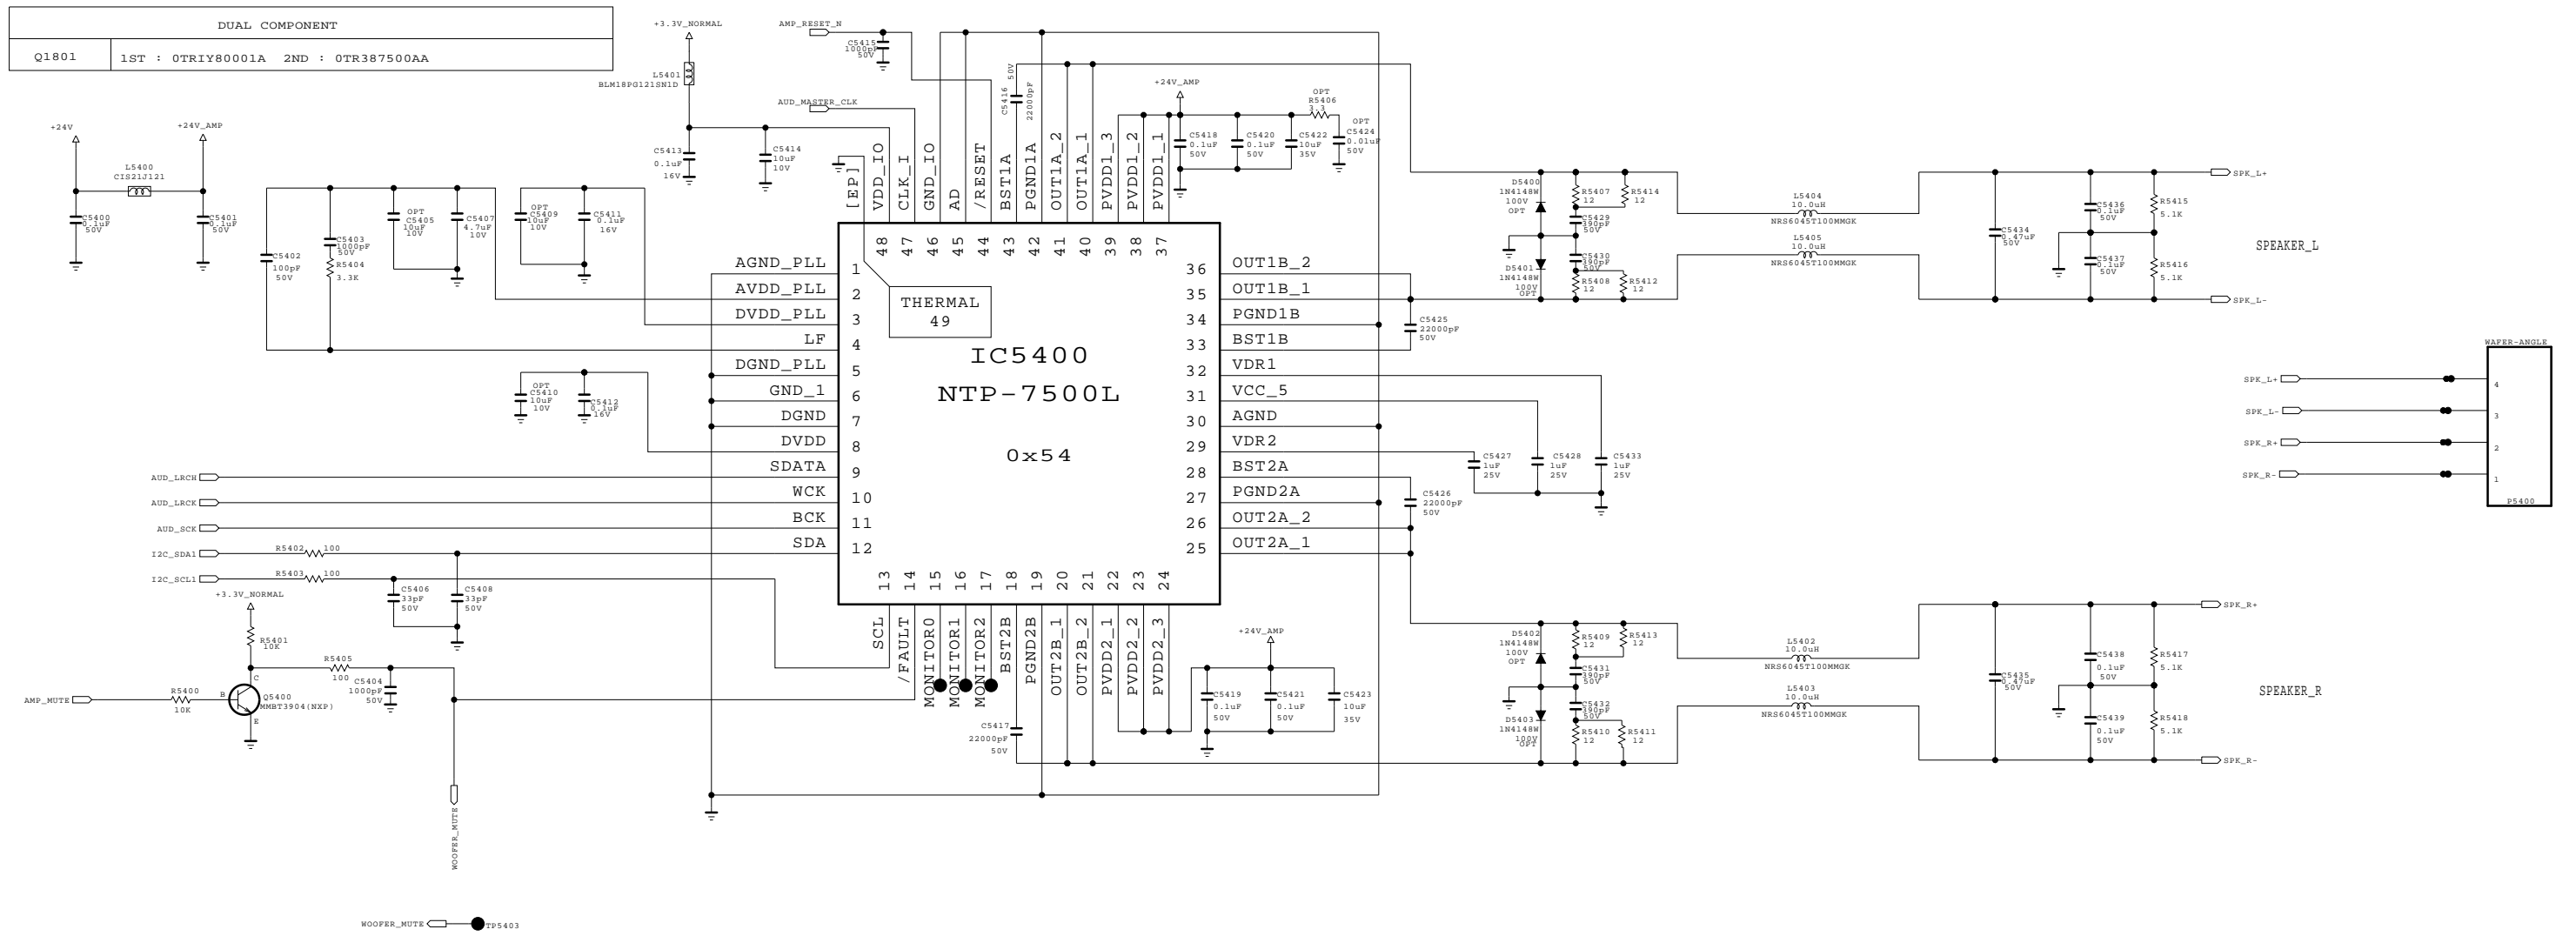 DUAL COMPONENT
Q1801 1ST : 0TRIY80001A 2ND : 0TR387500AA
+24V
+24V_AMP
L5400
CIS21J121
C5400
0.1uF
50V
C5401
0.1uF
50V
C5402
100pF
50V
C5403
1000pF
50V
R5404
3.3K
OPT
C5405
10uF
10V
C5407
4.7uF
10V
OPT
C5409
10uF
10V
C5411
0.1uF
16V
OPT
C5410
10uF
10V
C5412
0.1uF
16V
+3.3V_NORMAL
L5401
BLM18PG121SN1D
C5413
0.1uF
16V
C5414
10uF
10V
AMP_RESET_N
C5415
1000pF
50V
AUD_MASTER_CLK
C5416
22000pF
50V
+24V_AMP
C5418
0.1uF
50V
C5420
0.1uF
50V
C5422
10uF
35V
OPT
R5406
3.3
OPT
C5424
0.01uF
50V
[EP]
VDD_IO
CLK_I
GND_IO
AD
/RESET
BST1A
PGND1A
OUT1A_2
OUT1A_1
PVDD1_3
PVDD1_2
PVDD1_1
48
47
46
45
44
43
42
41
40
39
38
37
AGND_PLL 1
AVDD_PLL 2
DVDD_PLL 3
LF 4
DGND_PLL 5
GND_1 6
DGND 7
DVDD 8
SDATA 9
WCK 10
BCK 11
SDA 12
THERMAL
49
IC5400
NTP-7500L
0x54
36 OUT1B_2
35 OUT1B_1
34 PGND1B
33 BST1B
32 VDR1
31 VCC_5
30 AGND
29 VDR2
28 BST2A
27 PGND2A
26 OUT2A_2
25 OUT2A_1
13
14
15
16
17
18
19
20
21
22
23
24
SCL
/FAULT
MONITOR0
MONITOR1
MONITOR2
BST2B
PGND2B
OUT2B_1
OUT2B_2
PVDD2_1
PVDD2_2
PVDD2_3
AUD_LRCH
AUD_LRCK
AUD_SCK
I2C_SDA1
R5402 100
I2C_SCL1
R5403 100
C5406
33pF
50V
C5408
33pF
50V
+3.3V_NORMAL
R5401
10K
R5405
100
C5404
1000pF
50V
AMP_MUTE
R5400
10K
B
C
E
Q5400
MMBT3904(NXP)
WOOFER_MUTE
WOOFER_MUTE
TP5403
C5417
22000pF
50V
+24V_AMP
C5419
0.1uF
50V
C5421
0.1uF
50V
C5423
10uF
35V
C5425
22000pF
50V
C5426
22000pF
50V
C5427
1uF
25V
C5428
1uF
25V
C5433
1uF
25V
D5400
1N4148W
100V
OPT
R5407
12
R5414
12
C5429
390pF
50V
C5430
390pF
50V
D5401
1N4148W
100V
OPT
R5408
12
R5412
12
L5404
10.0uH
NRS6045T100MMGK
L5405
10.0uH
NRS6045T100MMGK
C5434
0.47uF
50V
C5436
0.1uF
50V
C5437
0.1uF
50V
R5415
5.1K
R5416
5.1K
SPK_L+
SPEAKER_L
SPK_L-
WAFER-ANGLE
SPK_L+ 4
SPK_L- 3
SPK_R+ 2
SPK_R- 1
P5400
D5402
1N4148W
100V
OPT
R5409
12
R5413
12
C5431
390pF
50V
C5432
390pF
50V
D5403
1N4148W
100V
OPT
R5410
12
R5411
12
L5402
10.0uH
NRS6045T100MMGK
L5403
10.0uH
NRS6045T100MMGK
C5435
0.47uF
50V
C5438
0.1uF
50V
C5439
0.1uF
50V
R5417
5.1K
R5418
5.1K
SPK_R+
SPEAKER_R
SPK_R-